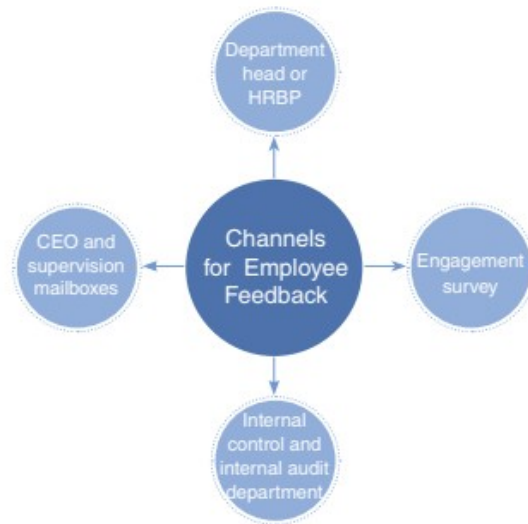 Department
head or
HRBP
CEO and
supervision
mailboxes
Channels
for Employee
Feedback
Engagement
survey
Internal
control and
internal audit
department